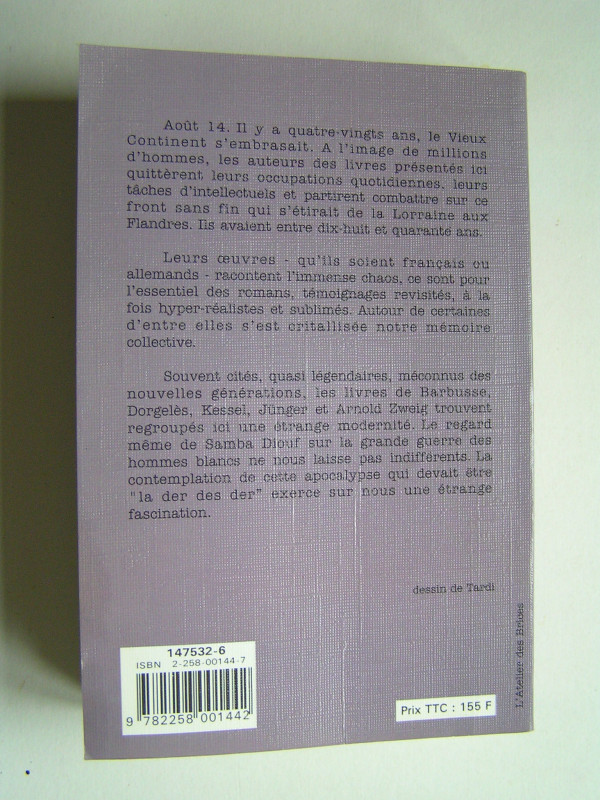 Août 14. Il y a quatre-vingts ans, le Vieux
Continent s'embrasait. A l'image de millions
d'hommes, les auteurs des livres présentés ici
quittèrent leurs occupations quotidiennes, leurs
tâches d'intellectuels et partirent combattre sur ce
front sans fin qui s'étirait de la Lorraine aux
Flandres. Ils avaient entre dix-huit et quarante ans.
Leurs œuvres - qu'ils soient français ou
allemands - racontent l'immense chaos, ce sont pour
l'essentiel des romans, témoignages revisités, à la
fois hyper-réalistes et sublimés. Autour de certaines
d'entre elles s'est critallisée notre mémoire
collective.
Souvent cités, quasi légendaires, méconnus des
nouvelles générations, les livres de Barbusse,
Dorgelès, Kessel, Jünger et Arnold Zweig trouvent
regroupés ici une étrange modernité. Le regard
même de Samba Diouf sur la grande guerre des
hommes blancs ne nous laisse pas indifférents. La
contemplation de cette apocalypse qui devait être
"la der des der" exerce sur nous une étrange
fascination.
dessin de Tardi
L'Atelier des Brides
147532-6
ISBN 2-258-00144-7
9 782258 001442
Prix TTC : 155 F